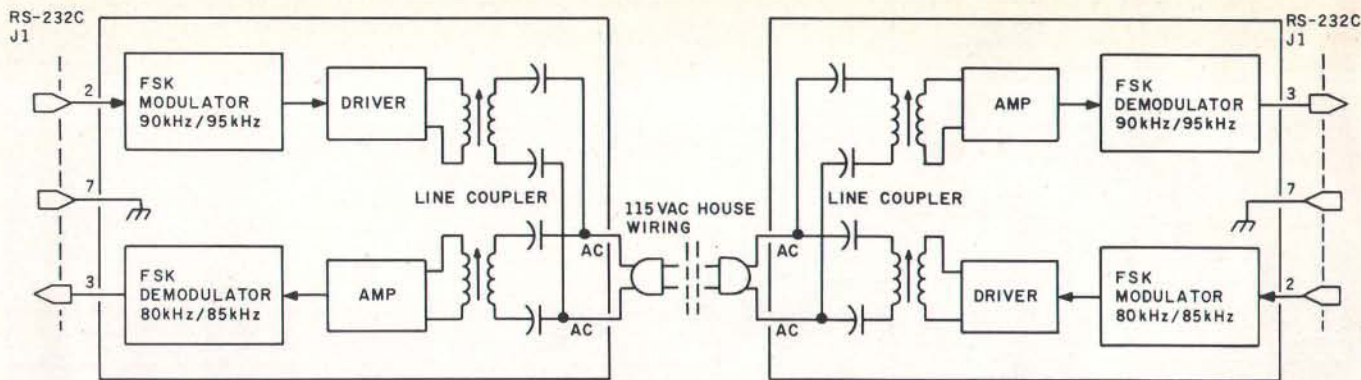 RS-232C
J1
2
FSK
MODULATOR
90kHz/95kHz
DRIVER
7
LINE COUPLER
3
FSK
DEMODULATOR
80kHz/85kHz
AMP
AC
AC
115 VAC HOUSE
WIRING
RS-232C
J1
AMP
FSK
DEMODULATOR
90kHz/95kHz
3
LINE COUPLER
7
AC
AC
DRIVER
FSK
MODULATOR
80kHz/85kHz
2